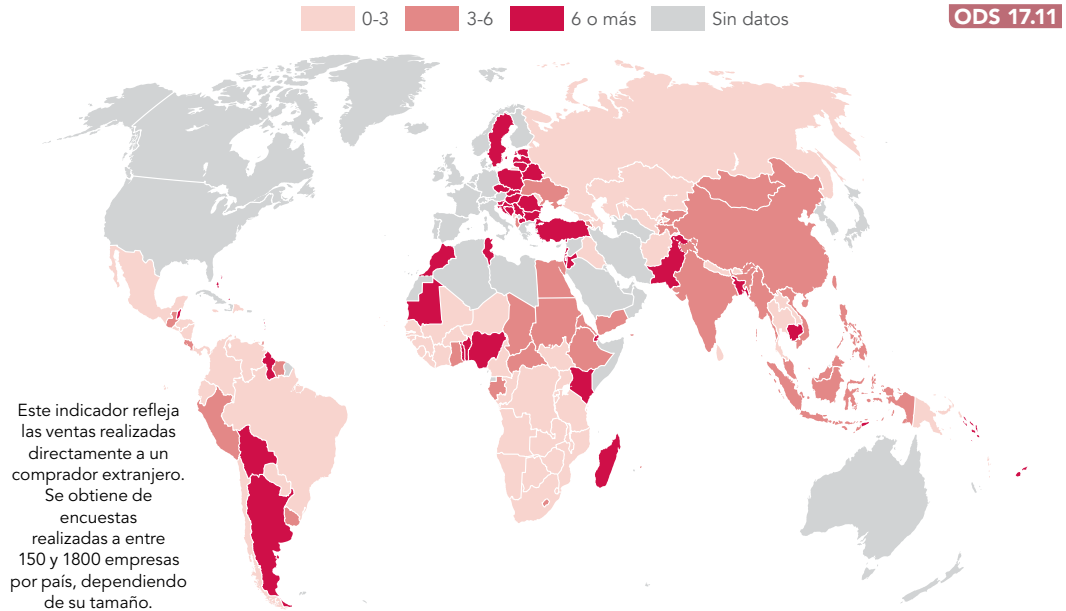 0-3
3-6
6 o más
Sin datos
ODS 17.11
Este indicador refleja
las ventas realizadas
directamente a un
comprador extranjero.
Se obtiene de
encuestas
realizadas a entre
150 y 1800 empresas
por país, dependiendo
de su tamaño.